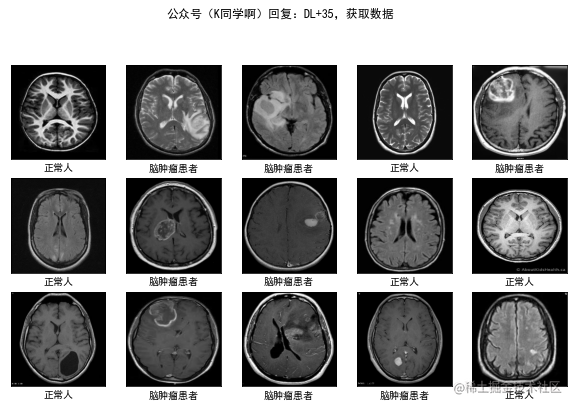 公众号（K同学啊）回复：DL+35，获取数据
正常人 脑肿瘤患者 脑肿瘤患者 正常人 脑肿瘤患者
正常人 脑肿瘤患者 脑肿瘤患者 正常人 正常人
正常人 脑肿瘤患者 脑肿瘤患者 脑肿瘤患者 正常人
@稀土掘金技术社区